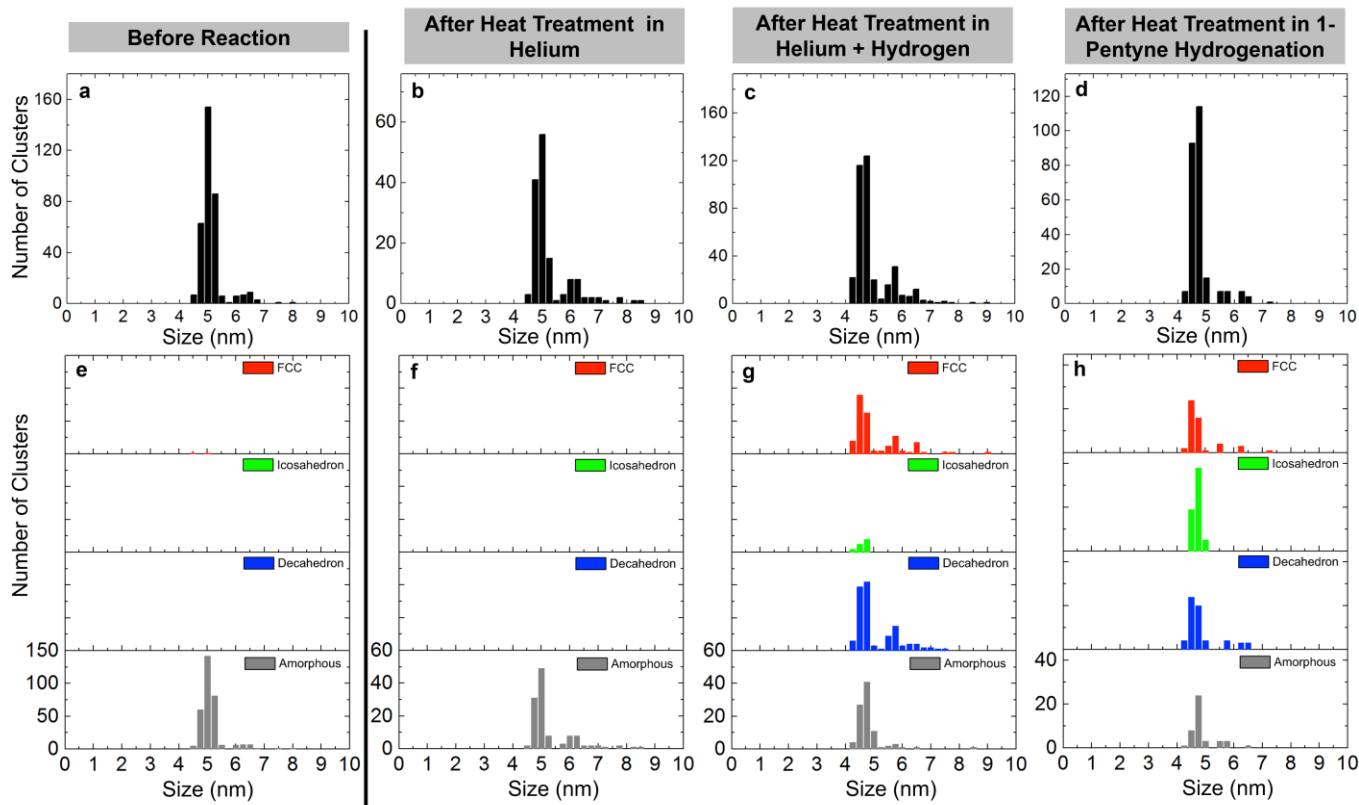 Before Reaction
After Heat Treatment in
Helium
After Heat Treatment in
Helium + Hydrogen
After Heat Treatment in 1-
Pentyne Hydrogenation
a
b
c
d
Number of Clusters
160
120
80
40
0
60
40
20
0
160
120
80
40
0
120
100
80
60
40
20
0
0 1 2 3 4 5 6 7 8 9 10
0 1 2 3 4 5 6 7 8 9 10
0 1 2 3 4 5 6 7 8 9 10
0 1 2 3 4 5 6 7 8 9 10
Size (nm)
Size (nm)
Size (nm)
Size (nm)
e
FCC
f
FCC
g
FCC
h
FCC
Number of Clusters
Icosahedron
Icosahedron
Icosahedron
Icosahedron
Decahedron
Decahedron
Decahedron
Decahedron
Amorphous
Amorphous
Amorphous
Amorphous
150
100
50
0
60
40
20
0
60
40
20
0
40
20
0
0 1 2 3 4 5 6 7 8 9 10
0 1 2 3 4 5 6 7 8 9 10
0 1 2 3 4 5 6 7 8 9 10
0 1 2 3 4 5 6 7 8 9 10
Size (nm)
Size (nm)
Size (nm)
Size (nm)